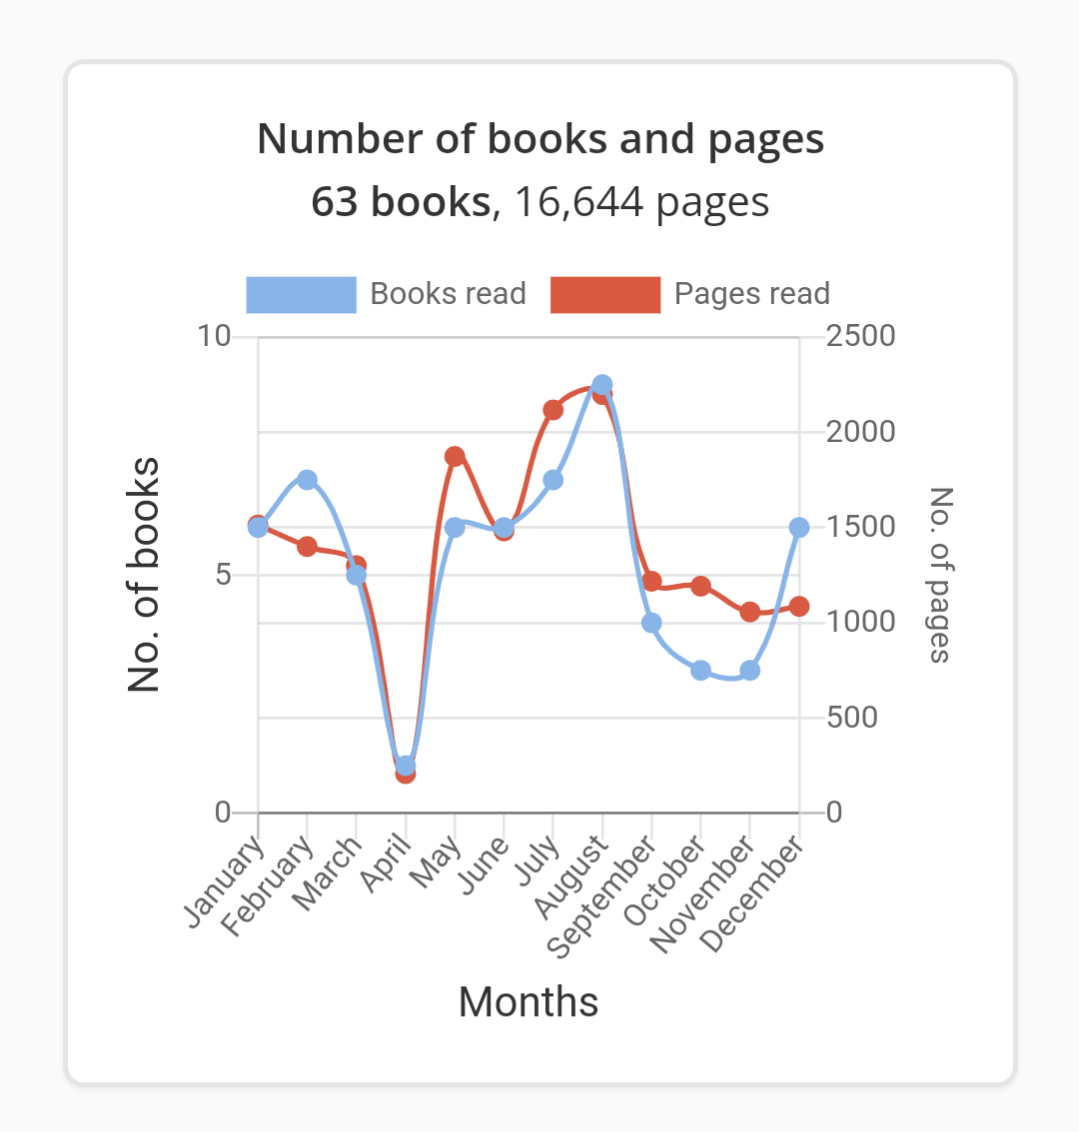 Number of books and pages
63 books, 16,644 pages
Books read Pages read
10
5
0
2500
2000
1500
1000
500
0
No. of books
No. of pages
January
February
March
April
May
June
July
August
September
October
November
December
Months